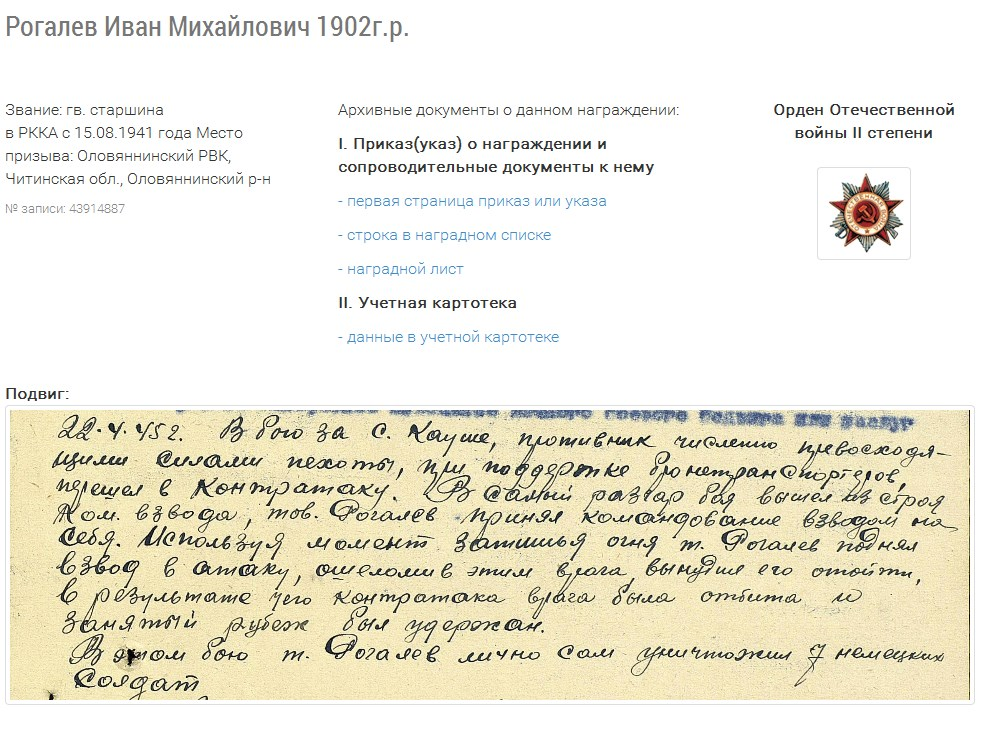 Рогалев Иван Михайлович 1902г.р.
Звание: гв. старшина
в РККА с 15.08.1941 года Место
призыва: Оловяннинский РВК,
Читинская обл., Оловяннинский р-н
№ записи: 43914887
Архивные документы о данном награждении:
I. Приказ(указ) о награждении и
сопроводительные документы к нему
- первая страница приказ или указа
- строка в наградном списке
- наградной лист
II. Учетная картотека
- данные в учетной картотеке
Орден Отечественной
войны II степени
Подвиг:
22.4.45г. В бою за с. Кауше, противник численно превосходя-
щими силами пехоты, при поддержке бронетранспортеров,
перешел в контратаку. В самый разгар боя вышел из строя
ком. взвода, тов. Рогалев принял командование взводом на
себя. Используя момент затишья огня т. Рогалев поднял
взвод в атаку, ошеломив этим врага, вынудил его отойти,
в результате чего контратака врага была отбита и
занятый рубеж был удержан.
В этом бою т. Рогалев лично сам уничтожил 7 немецких
солдат